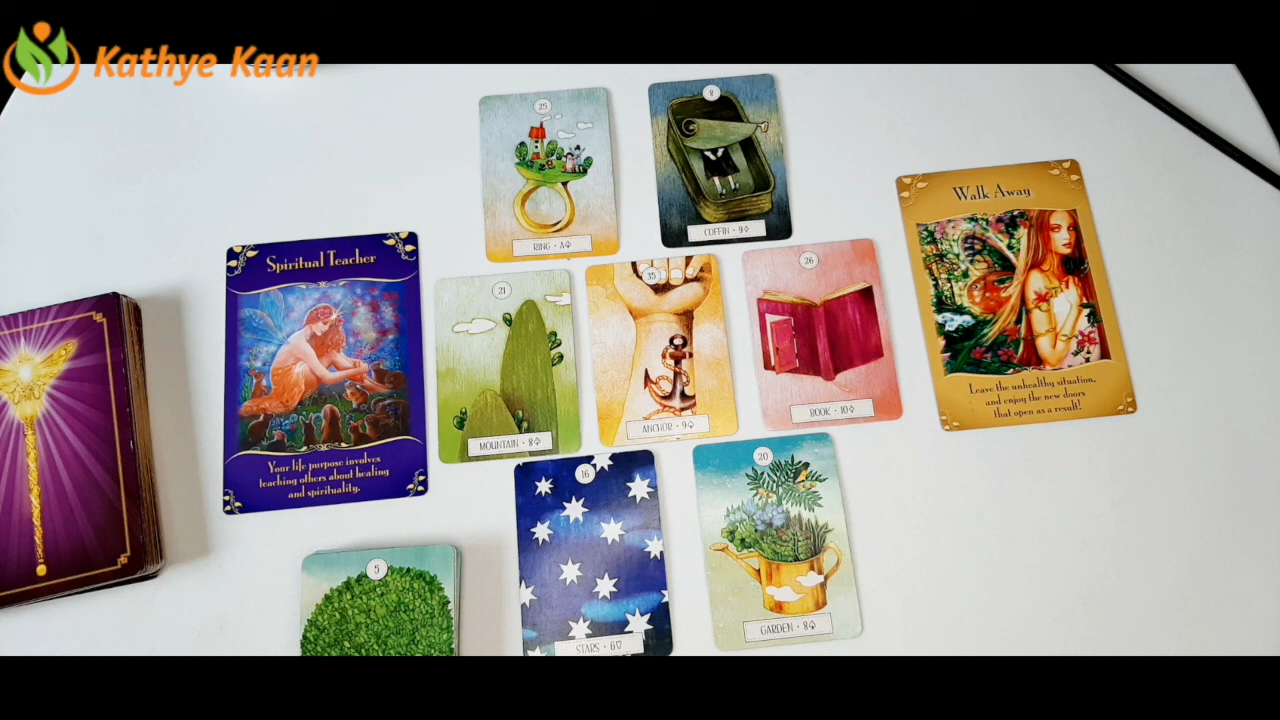 Kathye Kaan
25
RING · A♧
8
COFFIN · 9♢
Walk Away
Leave the unhealthy situation,
and enjoy the new doors
that open as a result!
Spiritual Teacher
Your life purpose involves
teaching others about healing
and spirituality.
21
MOUNTAIN · 8♧
35
ANCHOR · 9♤
26
BOOK · 10♢
5
16
STARS · 6♡
20
GARDEN · 8♤